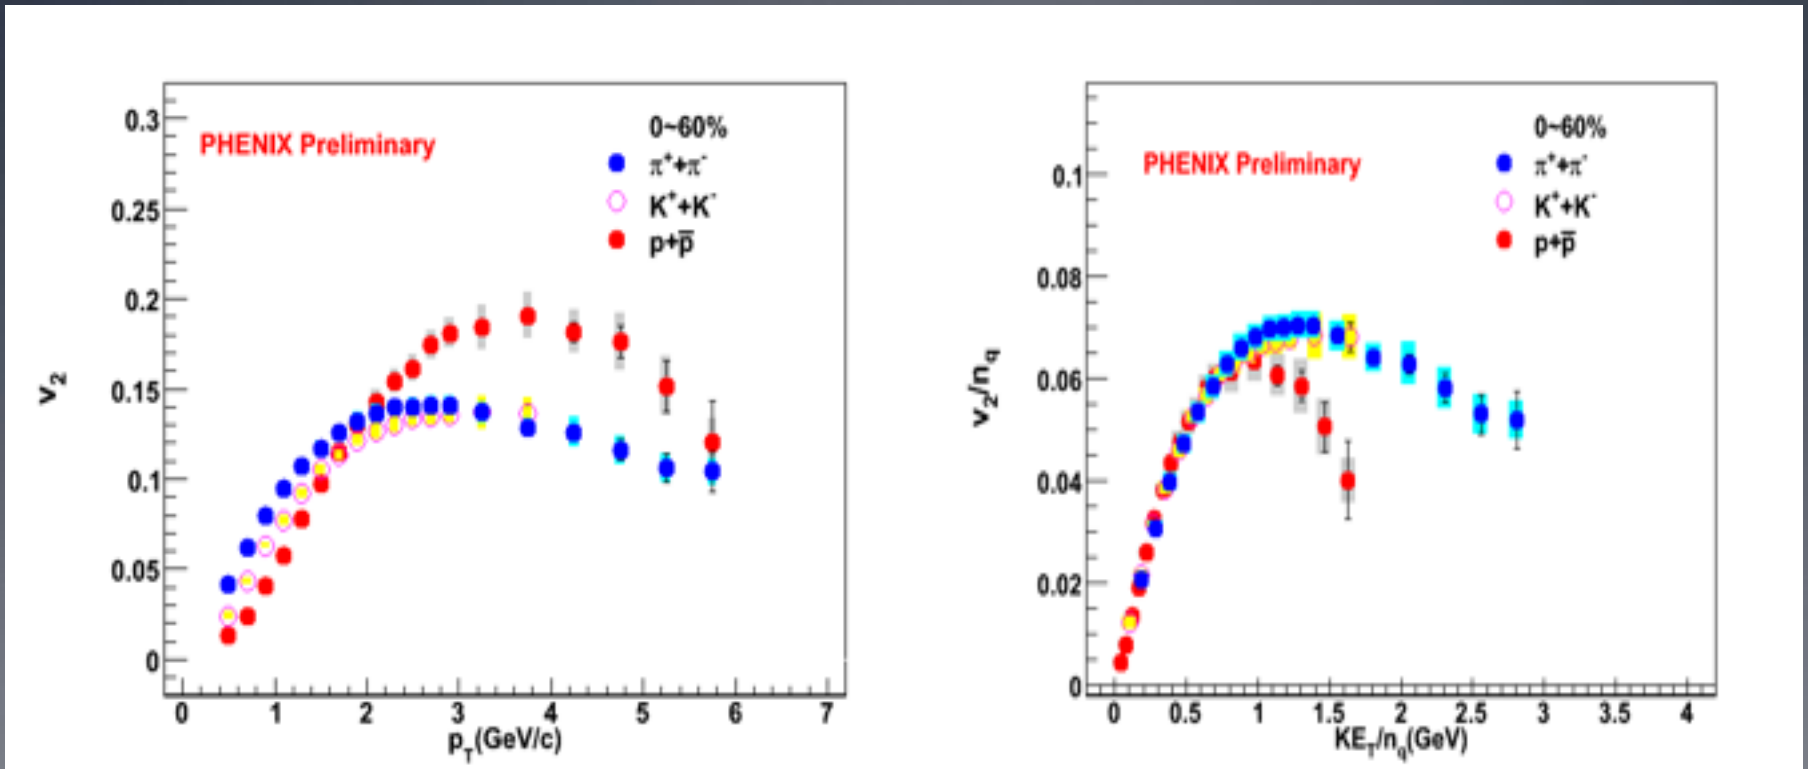 0.3
0.25
0.2
0.15
0.1
0.05
0
v₂
PHENIX Preliminary
0~60%
π⁺+π⁻
K⁺+K⁻
p+p̅
0 1 2 3 4 5 6 7
p_T(GeV/c)
0.1
0.08
0.06
0.04
0.02
0
v₂/n_q
PHENIX Preliminary
0~60%
π⁺+π⁻
K⁺+K⁻
p+p̅
0 0.5 1 1.5 2 2.5 3 3.5 4
KE_T/n_q(GeV)